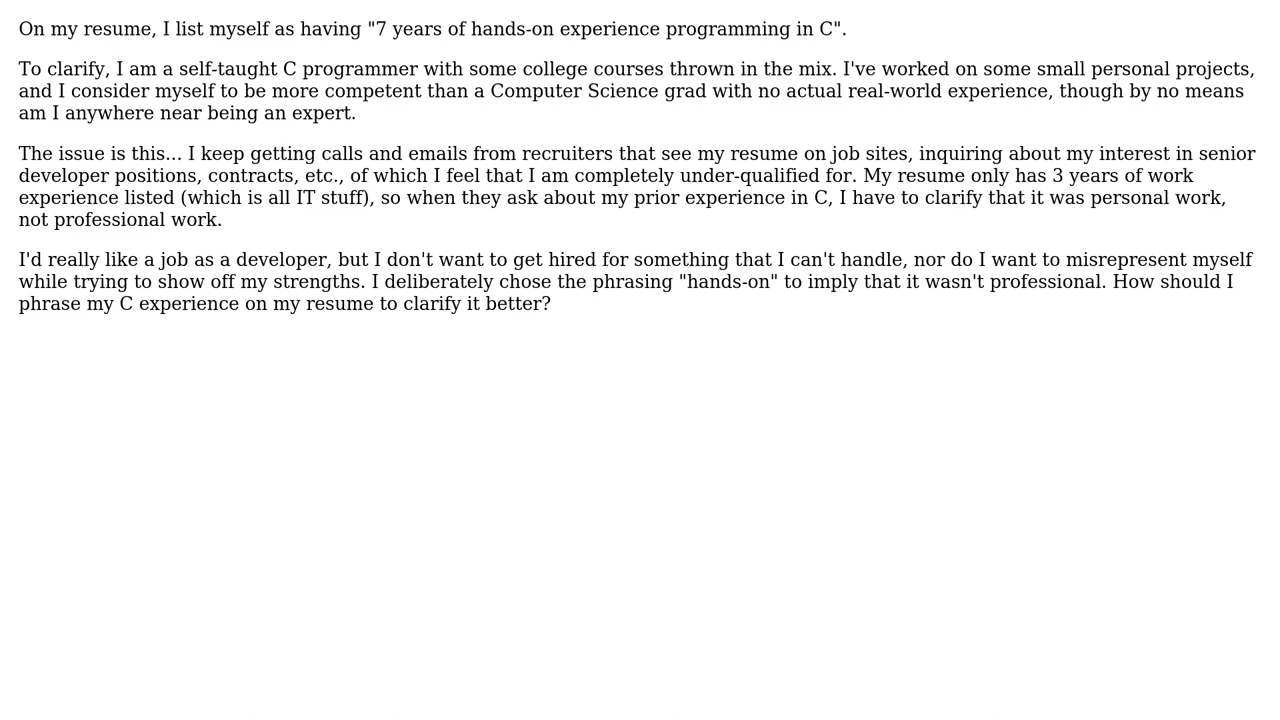 On my resume, I list myself as having "7 years of hands-on experience programming in C".
To clarify, I am a self-taught C programmer with some college courses thrown in the mix. I've worked on some small personal projects,
and I consider myself to be more competent than a Computer Science grad with no actual real-world experience, though by no means
am I anywhere near being an expert.
The issue is this... I keep getting calls and emails from recruiters that see my resume on job sites, inquiring about my interest in senior
developer positions, contracts, etc., of which I feel that I am completely under-qualified for. My resume only has 3 years of work
experience listed (which is all IT stuff), so when they ask about my prior experience in C, I have to clarify that it was personal work,
not professional work.
I'd really like a job as a developer, but I don't want to get hired for something that I can't handle, nor do I want to misrepresent myself
while trying to show off my strengths. I deliberately chose the phrasing "hands-on" to imply that it wasn't professional. How should I
phrase my C experience on my resume to clarify it better?